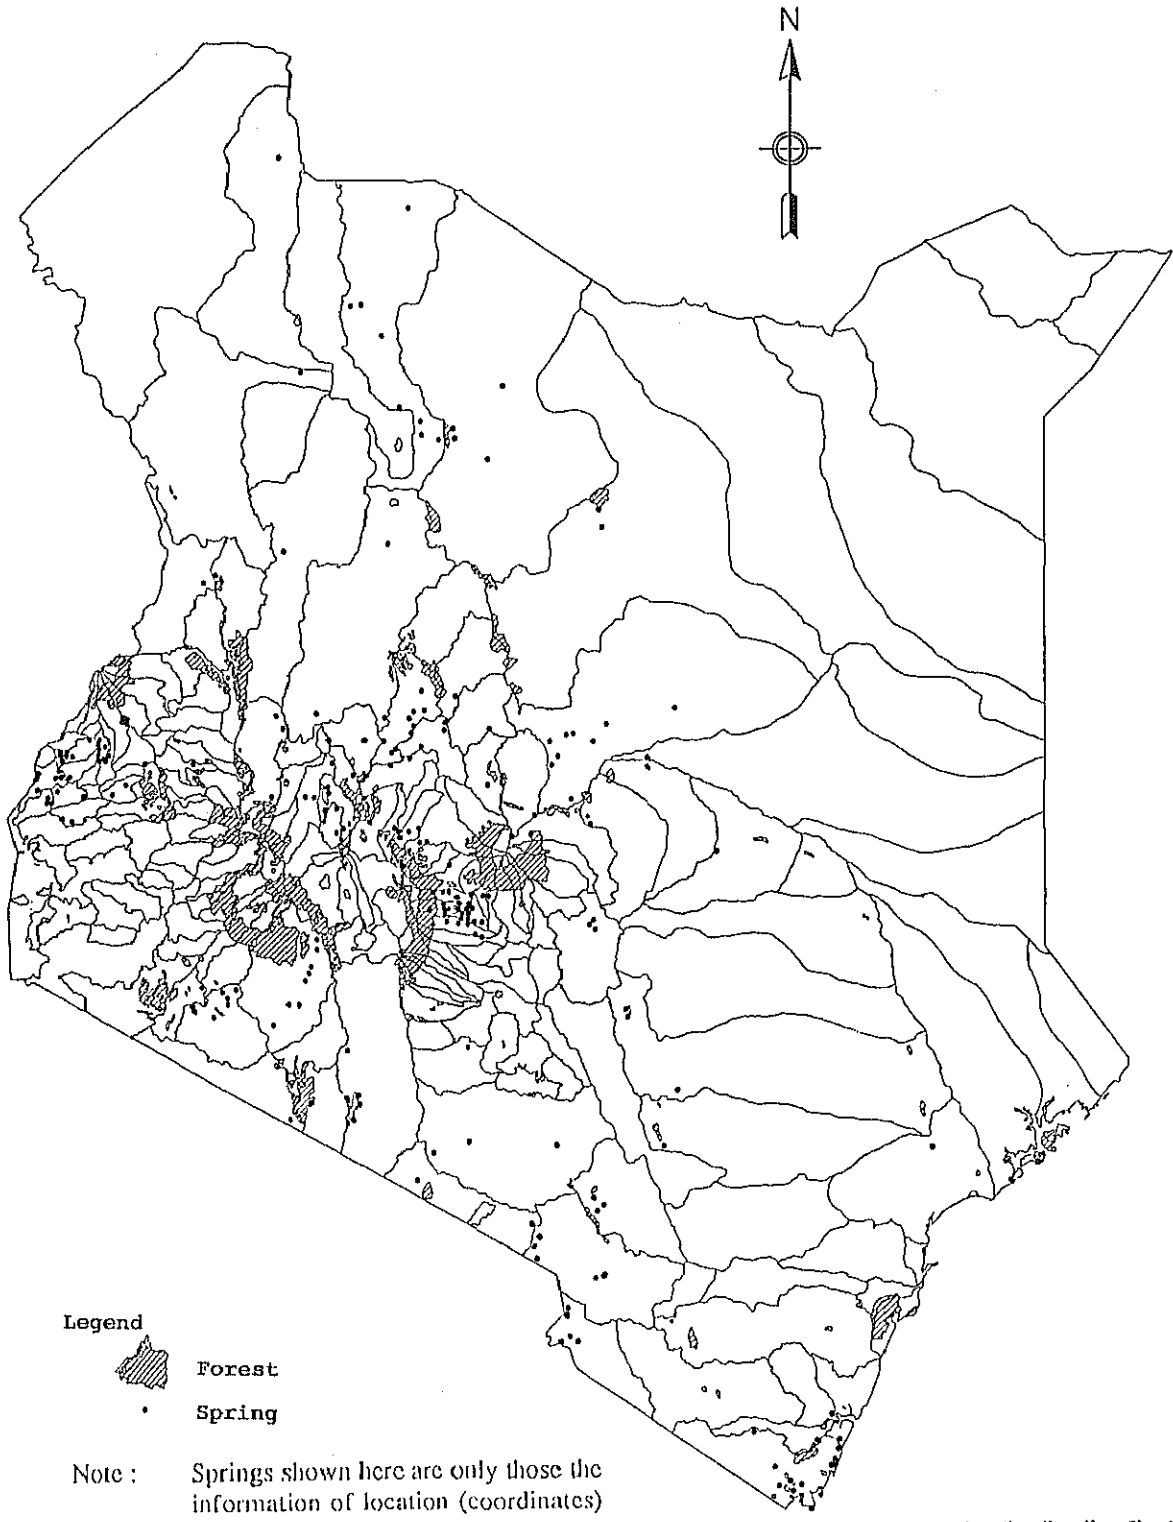 N
Legend
Forest
Spring
Note : Springs shown here are only those the
information of location (coordinates)